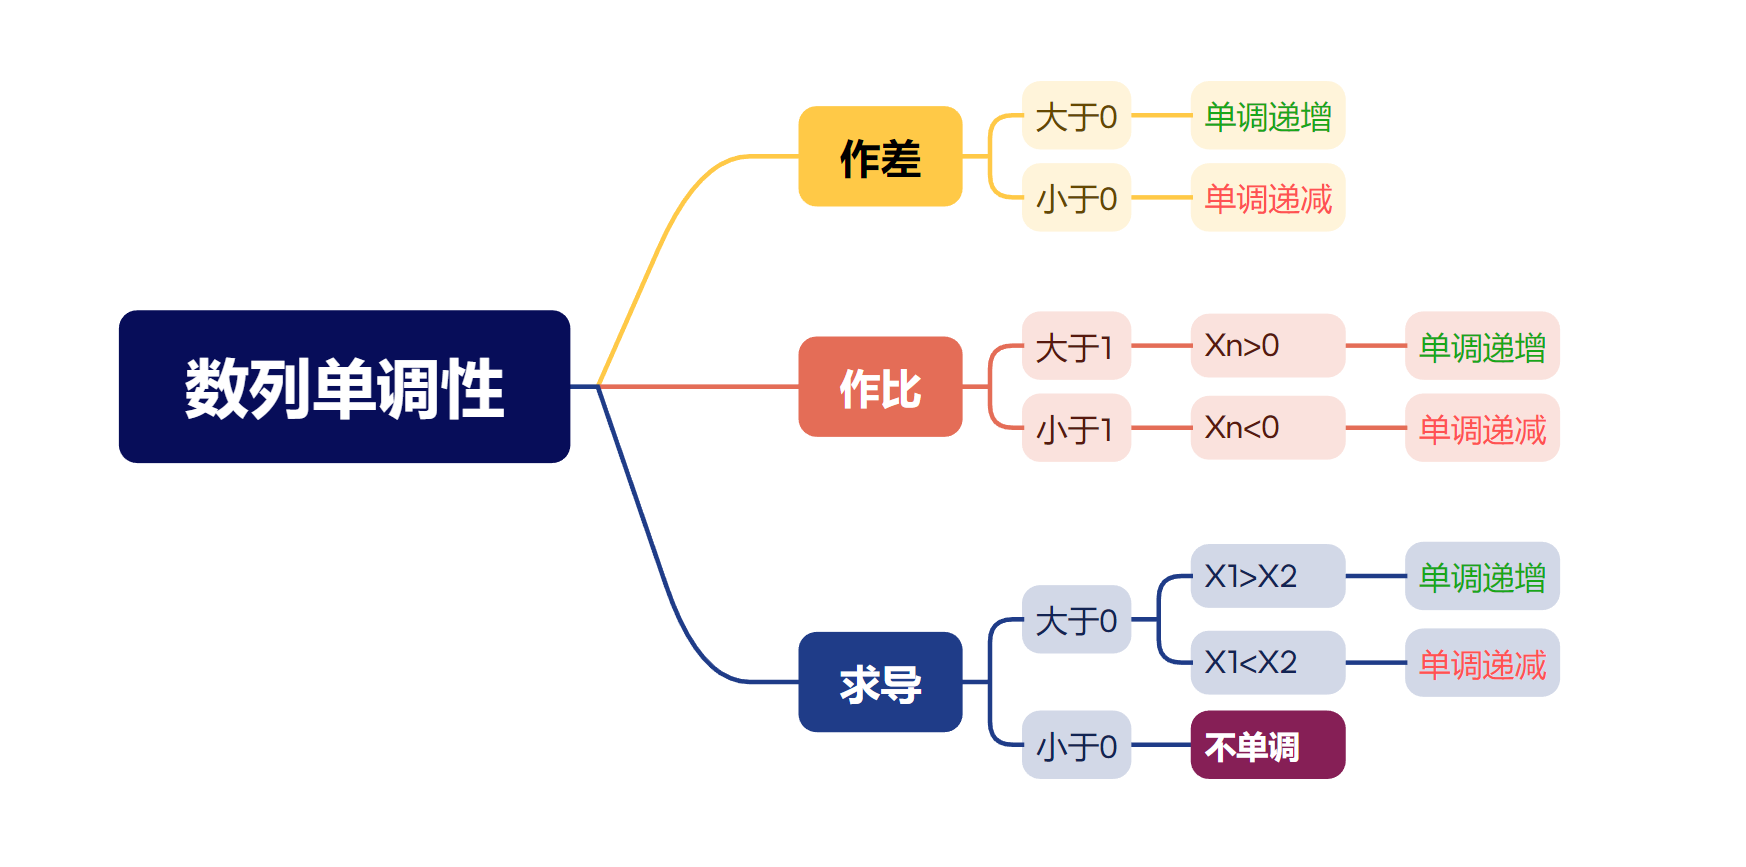 数列单调性
作差
大于0
单调递增
小于0
单调递减
作比
大于1
Xn>0
单调递增
小于1
Xn<0
单调递减
求导
大于0
X1>X2
单调递增
X1<X2
单调递减
小于0
不单调